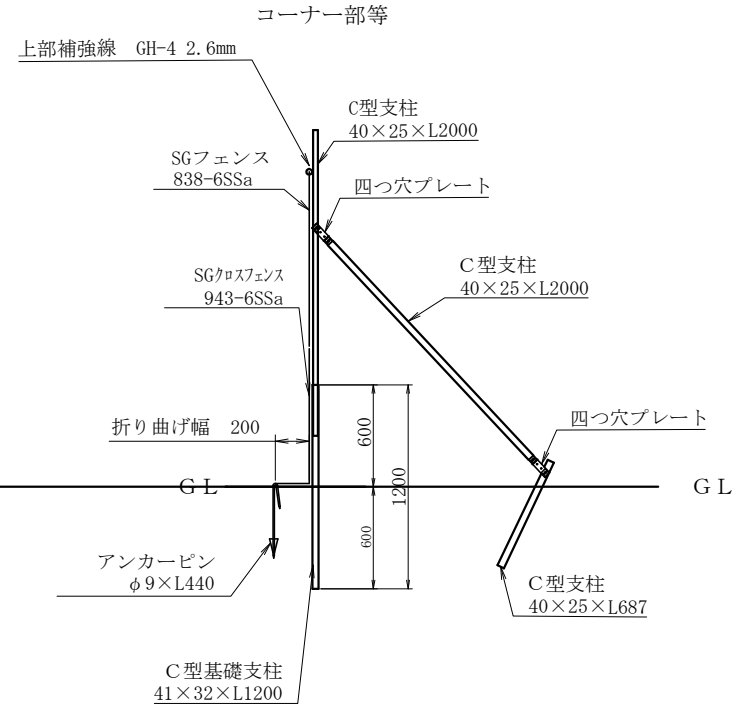 コーナー部等
上部補強線 GH-4 2.6mm
C型支柱
40×25×L2000
SGフェンス
838-6SSa
四つ穴プレート
C型支柱
40×25×L2000
SGクロスフェンス
943-6SSa
折り曲げ幅 200
600
1200
四つ穴プレート
GL
GL
600
アンカーピン
φ9×L440
C型支柱
40×25×L687
C型基礎支柱
41×32×L1200